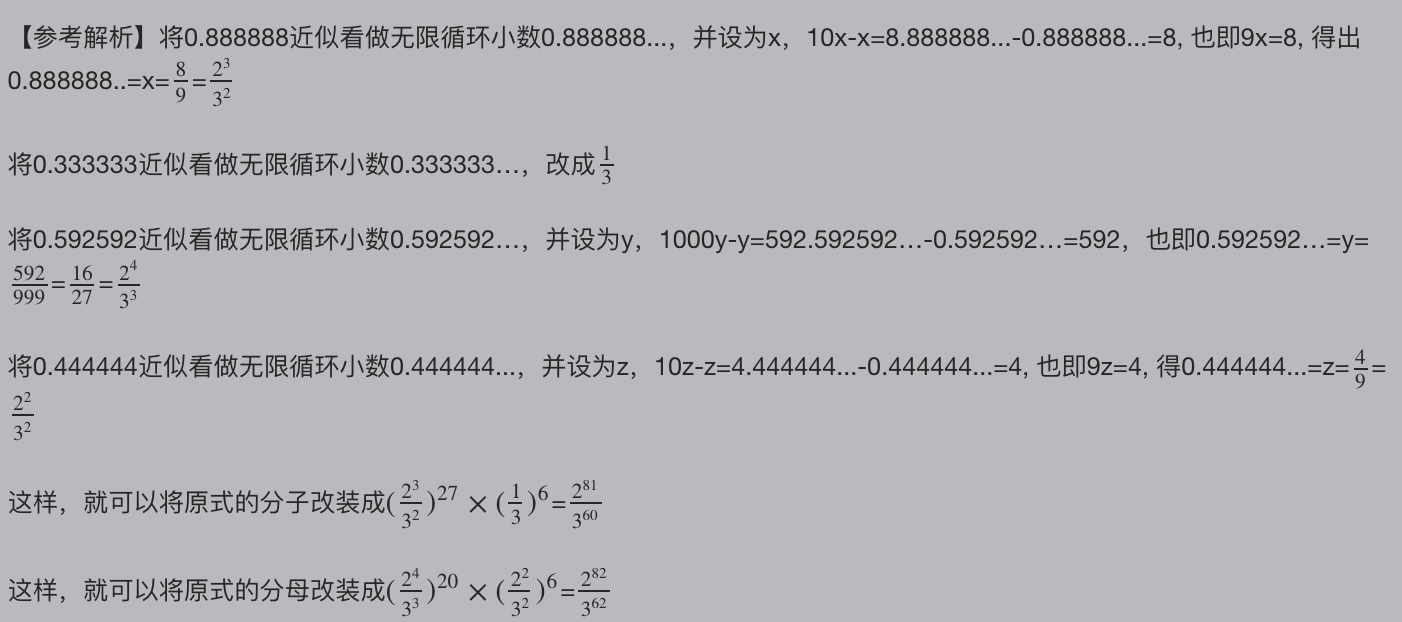 【参考解析】将0.888888近似看做无限循环小数0.888888...，并设为x，10x-x=8.888888...-0.888888...=8, 也即9x=8, 得出
0.888888..=x=\frac{8}{9}=\frac{2^3}{3^2}
将0.333333近似看做无限循环小数0.333333…，改成\frac{1}{3}
将0.592592近似看做无限循环小数0.592592…，并设为y，1000y-y=592.592592…-0.592592…=592，也即0.592592…=y=
\frac{592}{999}=\frac{16}{27}=\frac{2^4}{3^3}
将0.444444近似看做无限循环小数0.444444...，并设为z，10z-z=4.444444...-0.444444...=4, 也即9z=4, 得0.444444...=z=\frac{4}{9}=
\frac{2^2}{3^2}
这样，就可以将原式的分子改装成(\frac{2^3}{3^2})^{27} × (\frac{1}{3})^6=\frac{2^{81}}{3^{60}}
这样，就可以将原式的分母改装成(\frac{2^4}{3^3})^{20} × (\frac{2^2}{3^2})^6=\frac{2^{82}}{3^{62}}